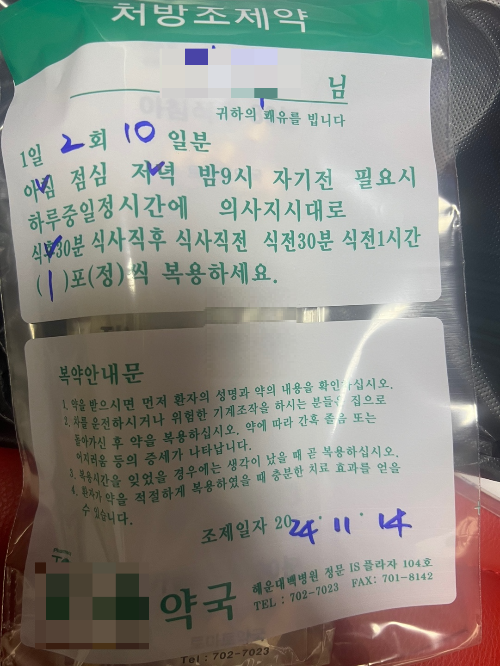 처방조제약
님
귀하의 쾌유를 빕니다
1일 2회 10일분
아침 점심 저녁 밤9시 자기전 필요시
하루중일정시간에 의사지시대로
식후30분 식사직후 식사직전 식전30분 식전1시간
(1)포(정)씩 복용하세요.
복약안내문
1. 약을 받으시면 먼저 환자의 성명과 약의 내용을 확인하십시오.
2. 차를 운전하시거나 위험한 기계조작을 하시는 분들은 집으로
돌아가신 후 약을 복용하십시오. 약에 따라 간혹 졸음 또는
어지러움 등의 증세가 나타납니다.
3. 복용시간을 잊었을 경우에는 생각이 났을 때 곧 복용하십시오.
4. 환자가 약을 적절하게 복용하였을 때 충분한 치료 효과를 얻을
수 있습니다.
조제일자 2024. 11. 14
약국
해운대백병원 정문 IS플라자 104호
TEL : 702-7023 FAX: 701-8142
Tel : 702-7023